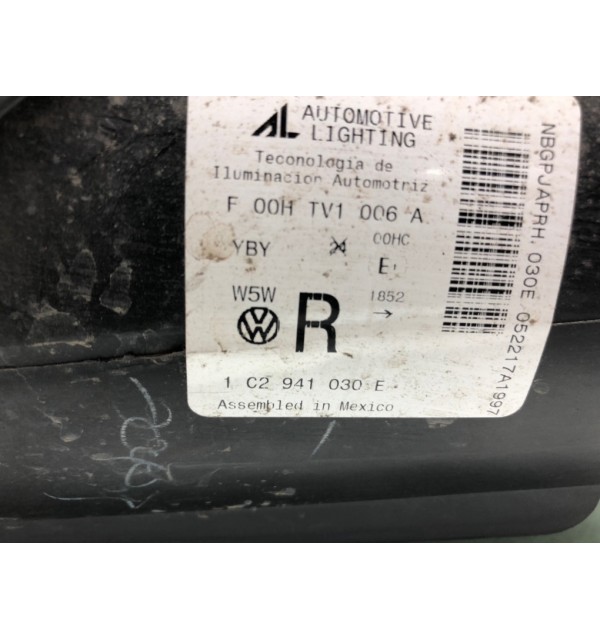 AL AUTOMOTIVE
LIGHTING
Teconologia de
Iluminacion Automotriz
F 00H TV1 006 A
YBY 00HC
E
W5W 1852
R →
1 C2 941 030 E
Assembled in Mexico
NBGPJAPRH. 030E 052217A1997